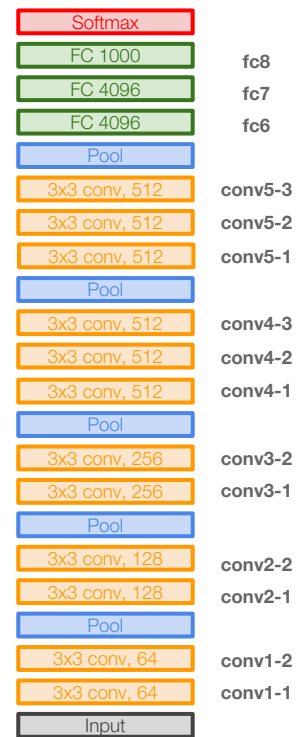 Softmax
FC 1000 fc8
FC 4096 fc7
FC 4096 fc6
Pool
3x3 conv, 512 conv5-3
3x3 conv, 512 conv5-2
3x3 conv, 512 conv5-1
Pool
3x3 conv, 512 conv4-3
3x3 conv, 512 conv4-2
3x3 conv, 512 conv4-1
Pool
3x3 conv, 256 conv3-2
3x3 conv, 256 conv3-1
Pool
3x3 conv, 128 conv2-2
3x3 conv, 128 conv2-1
Pool
3x3 conv, 64 conv1-2
3x3 conv, 64 conv1-1
Input